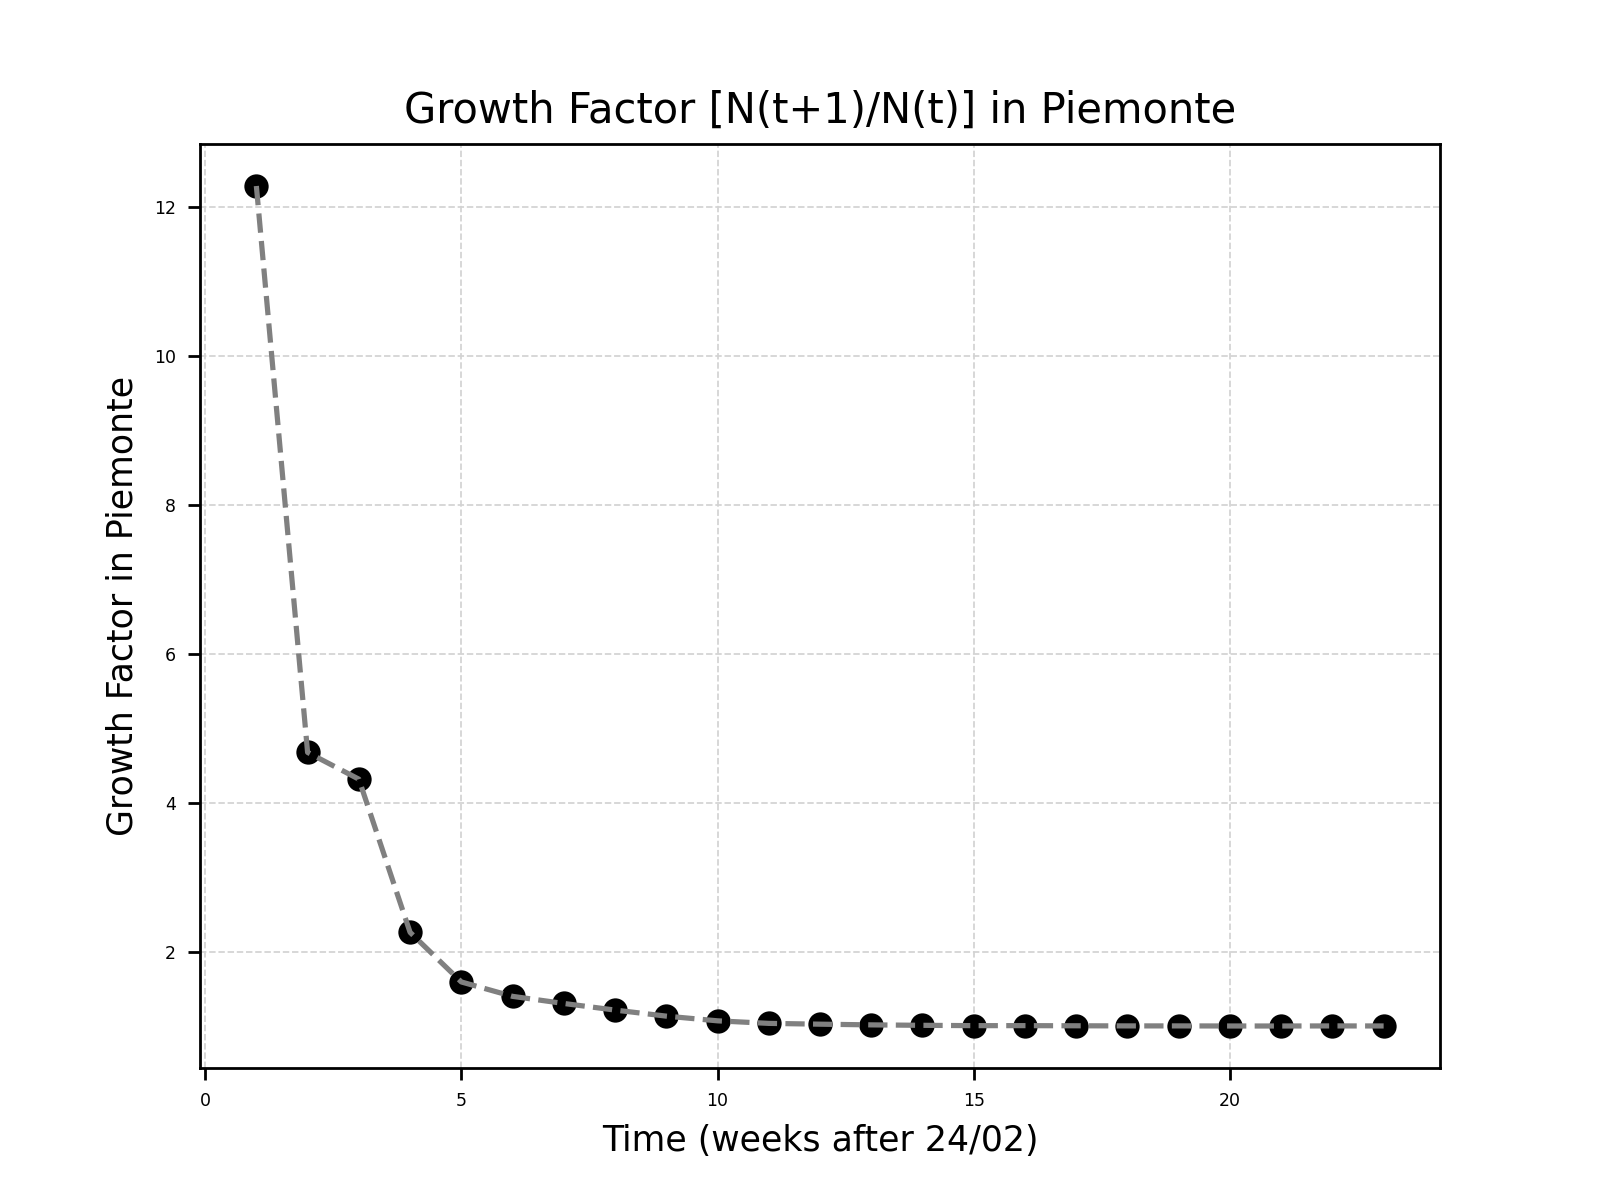 Growth Factor [N(t+1)/N(t)] in Piemonte
Growth Factor in Piemonte
12
10
8
6
4
2
0 5 10 15 20
Time (weeks after 24/02)